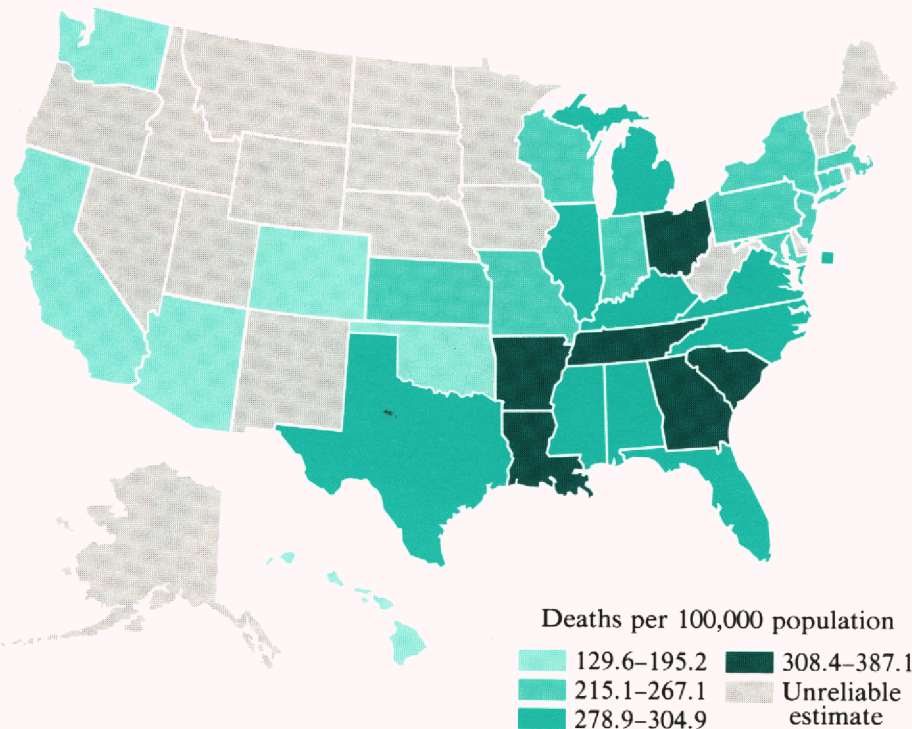 Deaths per 100,000 population
129.6–195.2
215.1–267.1
278.9–304.9
308.4–387.1
Unreliable
estimate